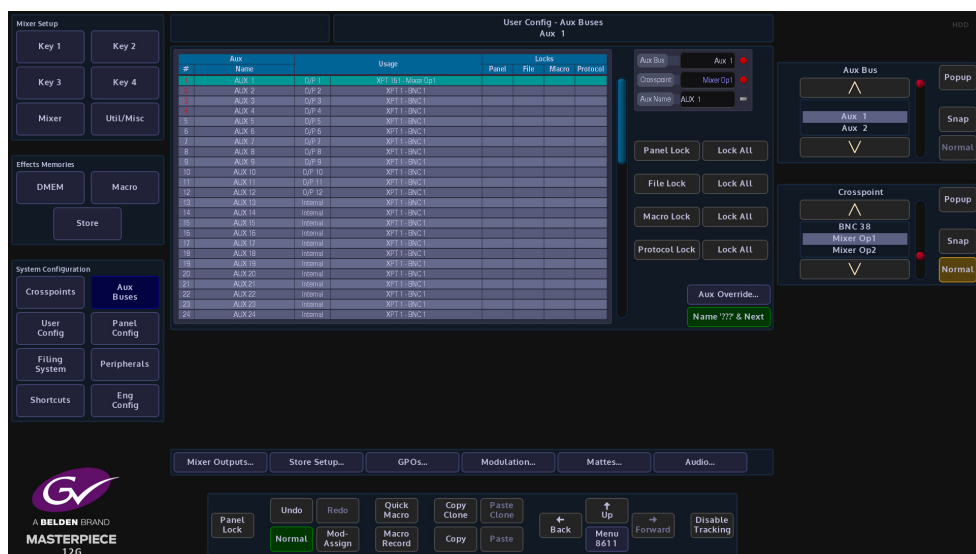 Mixer Setup
Key 1
Key 2
Key 3
Key 4
Mixer
Util/Misc
Effects Memories
DMEM
Macro
Store
System Configuration
Crosspoints
Aux
Buses
User
Config
Panel
Config
Filing
System
Peripherals
Shortcuts
Eng
Config
A BELDEN BRAND
MASTERPIECE
12G
User Config - Aux Buses
Aux 1
Aux Usage Locks
# Name Panel File Macro Protocol
1 AUX 1 O/P 1 XPT 161 - Mixer Op1
2 AUX 2 O/P 2 XPT 1 - BNC 1
3 AUX 3 O/P 3 XPT 1 - BNC 1
4 AUX 4 O/P 4 XPT 1 - BNC 1
5 AUX 5 O/P 5 XPT 1 - BNC 1
6 AUX 6 O/P 6 XPT 1 - BNC 1
7 AUX 7 O/P 7 XPT 1 - BNC 1
8 AUX 8 O/P 8 XPT 1 - BNC 1
9 AUX 9 O/P 9 XPT 1 - BNC 1
10 AUX 10 O/P 10 XPT 1 - BNC 1
11 AUX 11 O/P 11 XPT 1 - BNC 1
12 AUX 12 O/P 12 XPT 1 - BNC 1
13 AUX 13 Internal XPT 1 - BNC 1
14 AUX 14 Internal XPT 1 - BNC 1
15 AUX 15 Internal XPT 1 - BNC 1
16 AUX 16 Internal XPT 1 - BNC 1
17 AUX 17 Internal XPT 1 - BNC 1
18 AUX 18 Internal XPT 1 - BNC 1
19 AUX 19 Internal XPT 1 - BNC 1
20 AUX 20 Internal XPT 1 - BNC 1
21 AUX 21 Internal XPT 1 - BNC 1
22 AUX 22 Internal XPT 1 - BNC 1
23 AUX 23 Internal XPT 1 - BNC 1
24 AUX 24 Internal XPT 1 - BNC 1
Aux Bus Aux 1
Crosspoint Mixer Op1
Aux Name AUX 1
Panel Lock Lock All
File Lock Lock All
Macro Lock Lock All
Protocol Lock Lock All
Aux Override...
Name '???' & Next
HDD
Aux Bus
Aux 1
Aux 2
Popup
Snap
Normal
Crosspoint
BNC 38
Mixer Op1
Mixer Op2
Popup
Snap
Normal
Mixer Outputs...
Store Setup...
GPOs...
Modulation...
Mattes...
Audio...
Panel
Lock
Undo
Redo
Normal
Mod-
Assign
Quick
Macro
Macro
Record
Copy
Clone
Paste
Clone
Copy
Paste
Back
Up
Menu
8611
Forward
Disable
Tracking